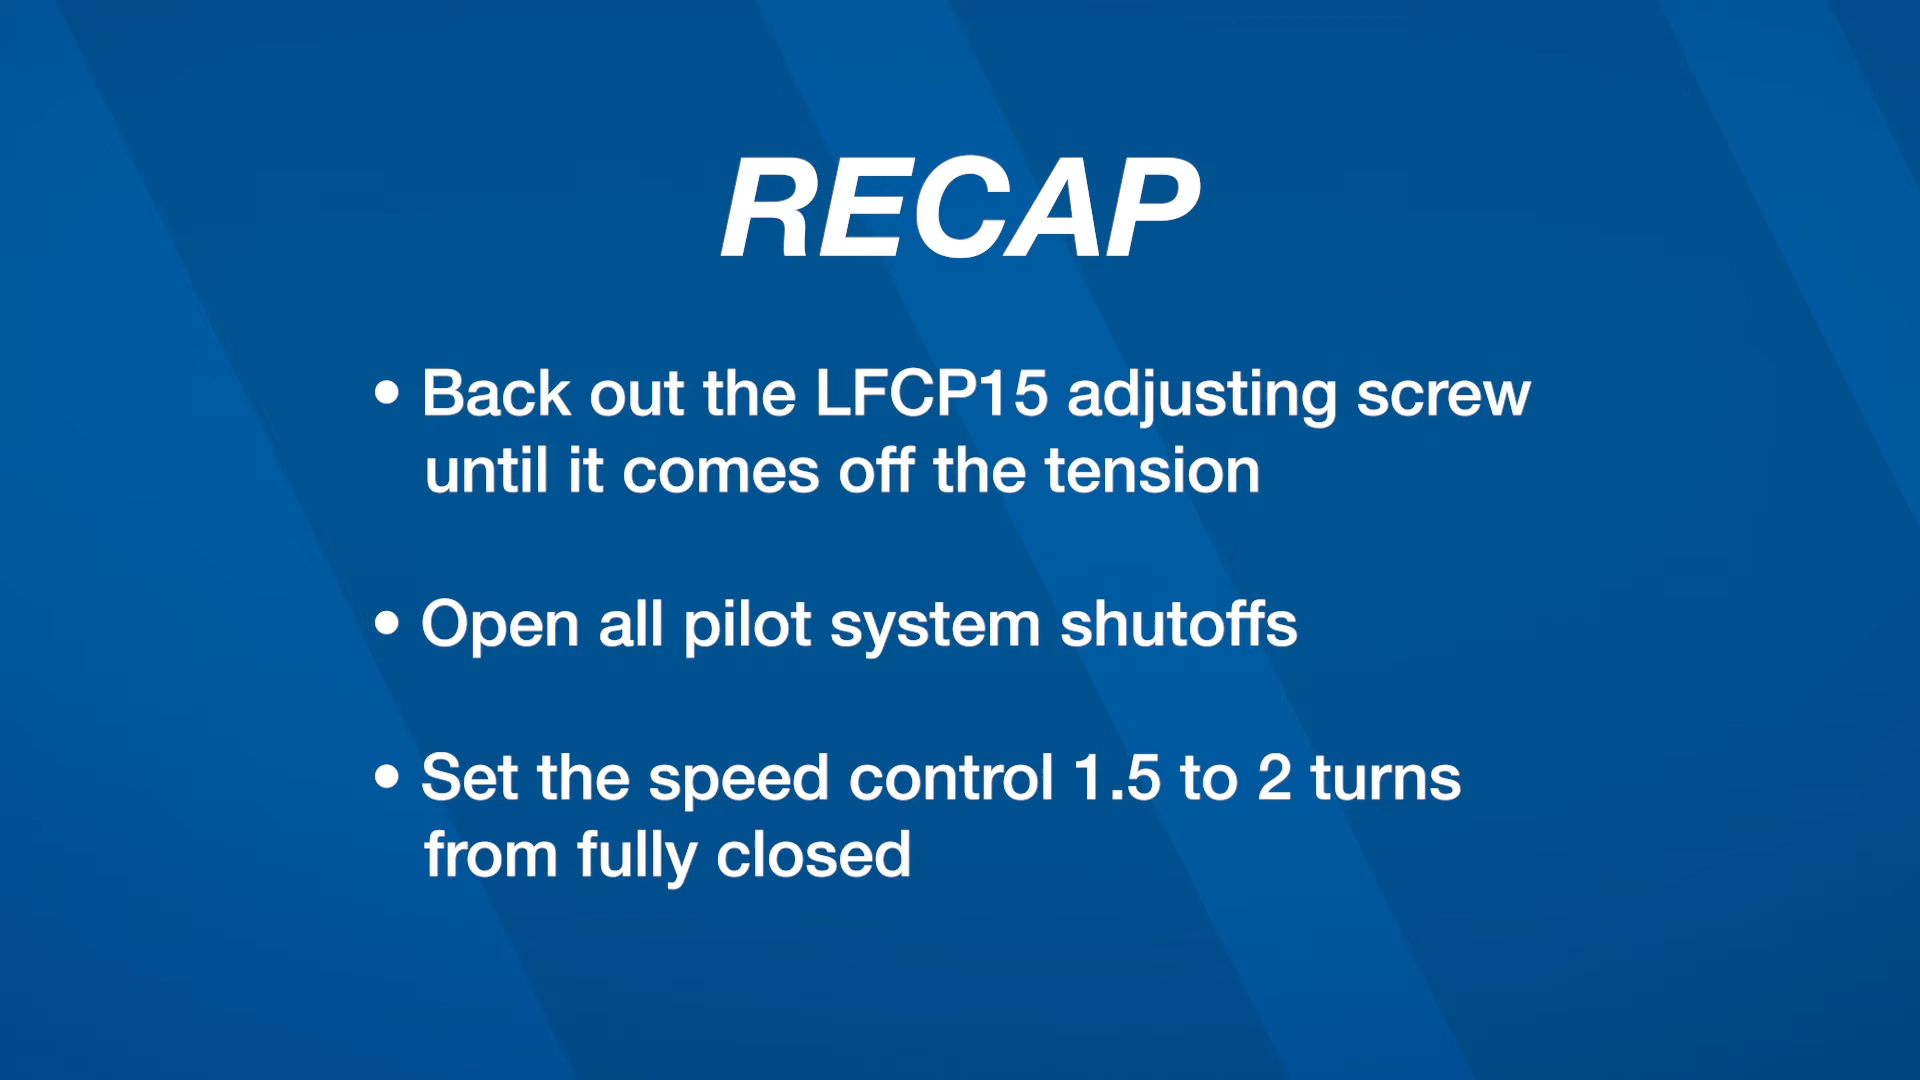 RECAP
• Back out the LFCP15 adjusting screw
until it comes off the tension
• Open all pilot system shutoffs
• Set the speed control 1.5 to 2 turns
from fully closed